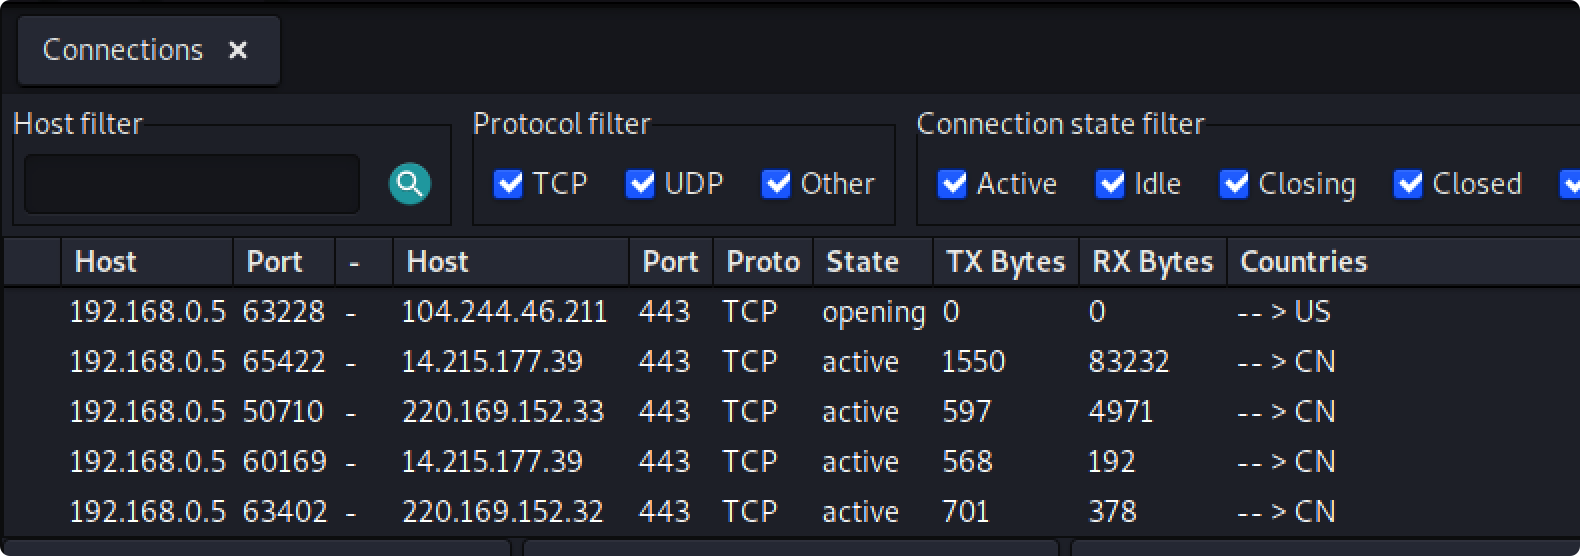 Connections ×
Host filter Protocol filter Connection state filter
TCP UDP Other Active Idle Closing Closed
Host Port - Host Port Proto State TX Bytes RX Bytes Countries
192.168.0.5 63228 - 104.244.46.211 443 TCP opening 0 0 -- > US
192.168.0.5 65422 - 14.215.177.39 443 TCP active 1550 83232 -- > CN
192.168.0.5 50710 - 220.169.152.33 443 TCP active 597 4971 -- > CN
192.168.0.5 60169 - 14.215.177.39 443 TCP active 568 192 -- > CN
192.168.0.5 63402 - 220.169.152.32 443 TCP active 701 378 -- > CN